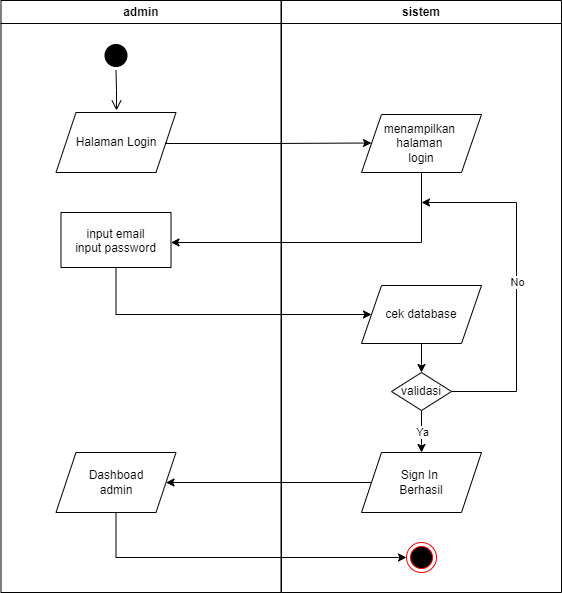 admin
sistem
Halaman Login
menampilkan
halaman
login
input email
input password
No
cek database
validasi
Ya
Dashboad
admin
Sign In
Berhasil